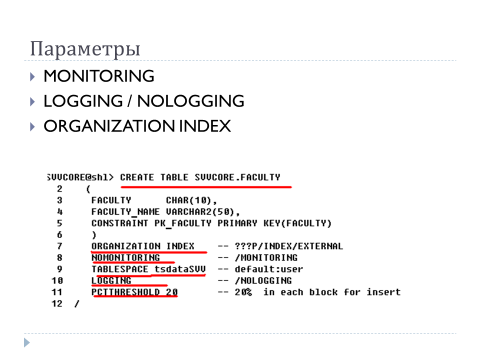 Параметры
MONITORING
LOGGING / NOLOGGING
ORGANIZATION INDEX
SVVCORE@sh1> CREATE TABLE SVVCORE.FACULTY
2 (
3 FACULTY CHAR(10),
4 FACULTY_NAME VARCHAR2(50),
5 CONSTRAINT PK_FACULTY PRIMARY KEY(FACULTY)
6 )
7 ORGANIZATION INDEX -- ???P/INDEX/EXTERNAL
8 NOMONITORING -- /MONITORING
9 TABLESPACE tsdataSVV -- default:user
10 LOGGING -- /NOLOGGING
11 PCTTHRESHOLD 20 -- 20% in each block for insert
12 /